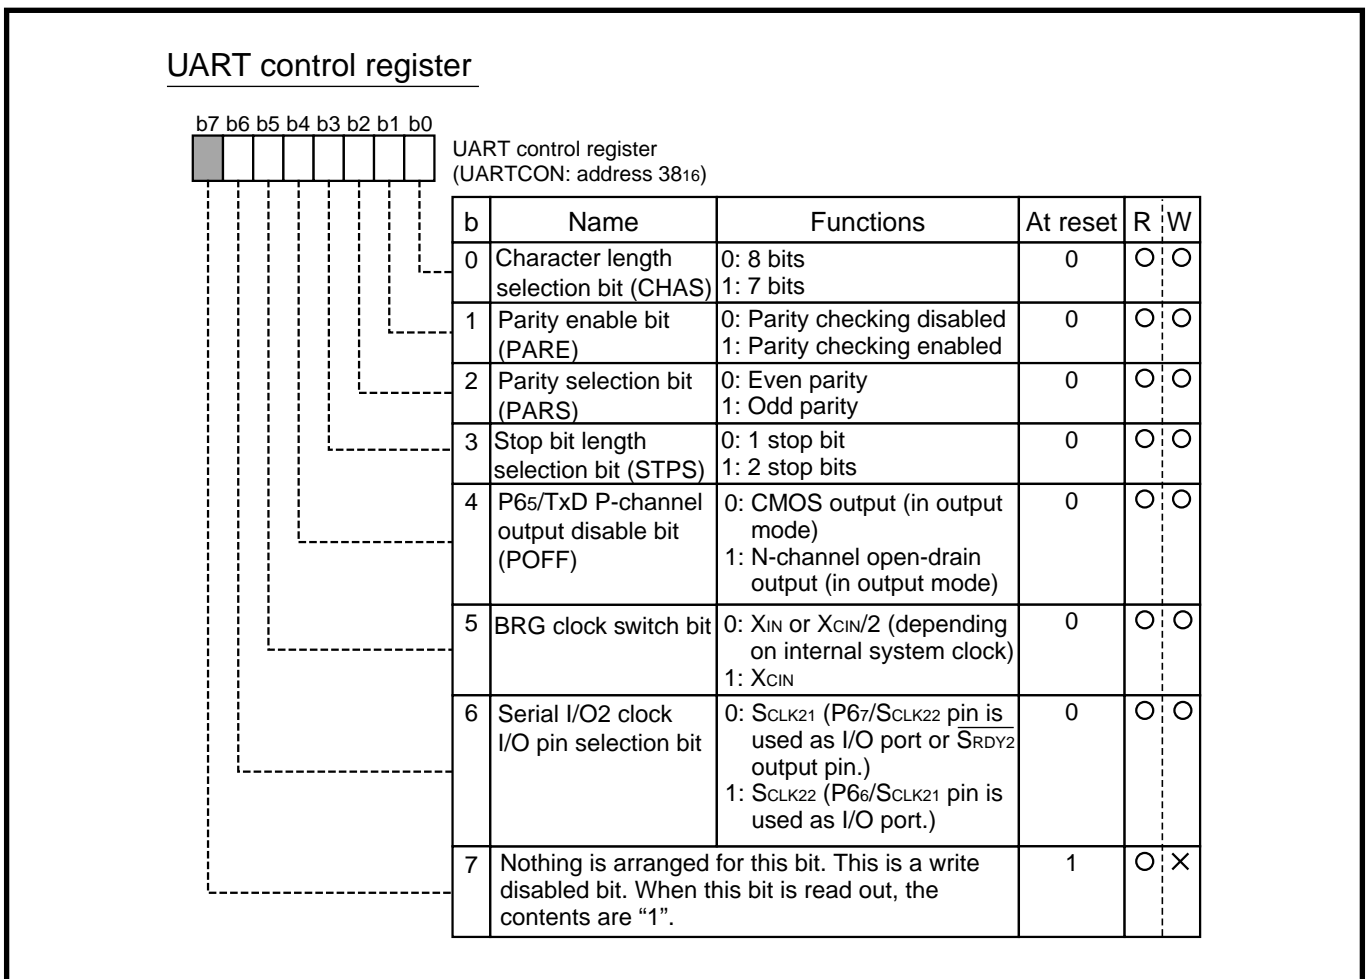 UART control register
b7 b6 b5 b4 b3 b2 b1 b0
UART control register
(UARTCON: address 3816)
b Name Functions At reset R W
0 Character length 0: 8 bits 0 O O
selection bit (CHAS) 1: 7 bits
1 Parity enable bit 0: Parity checking disabled 0 O O
(PARE) 1: Parity checking enabled
2 Parity selection bit 0: Even parity 0 O O
(PARS) 1: Odd parity
3 Stop bit length 0: 1 stop bit 0 O O
selection bit (STPS) 1: 2 stop bits
4 P65/TxD P-channel 0: CMOS output (in output 0 O O
output disable bit mode)
(POFF) 1: N-channel open-drain
output (in output mode)
5 BRG clock switch bit 0: XIN or XCIN/2 (depending 0 O O
on internal system clock)
1: XCIN
6 Serial I/O2 clock 0: SCLK21 (P67/SCLK22 pin is 0 O O
I/O pin selection bit used as I/O port or SRDY2
output pin.)
1: SCLK22 (P66/SCLK21 pin is
used as I/O port.)
7 Nothing is arranged for this bit. This is a write 1 O ×
disabled bit. When this bit is read out, the
contents are “1”.